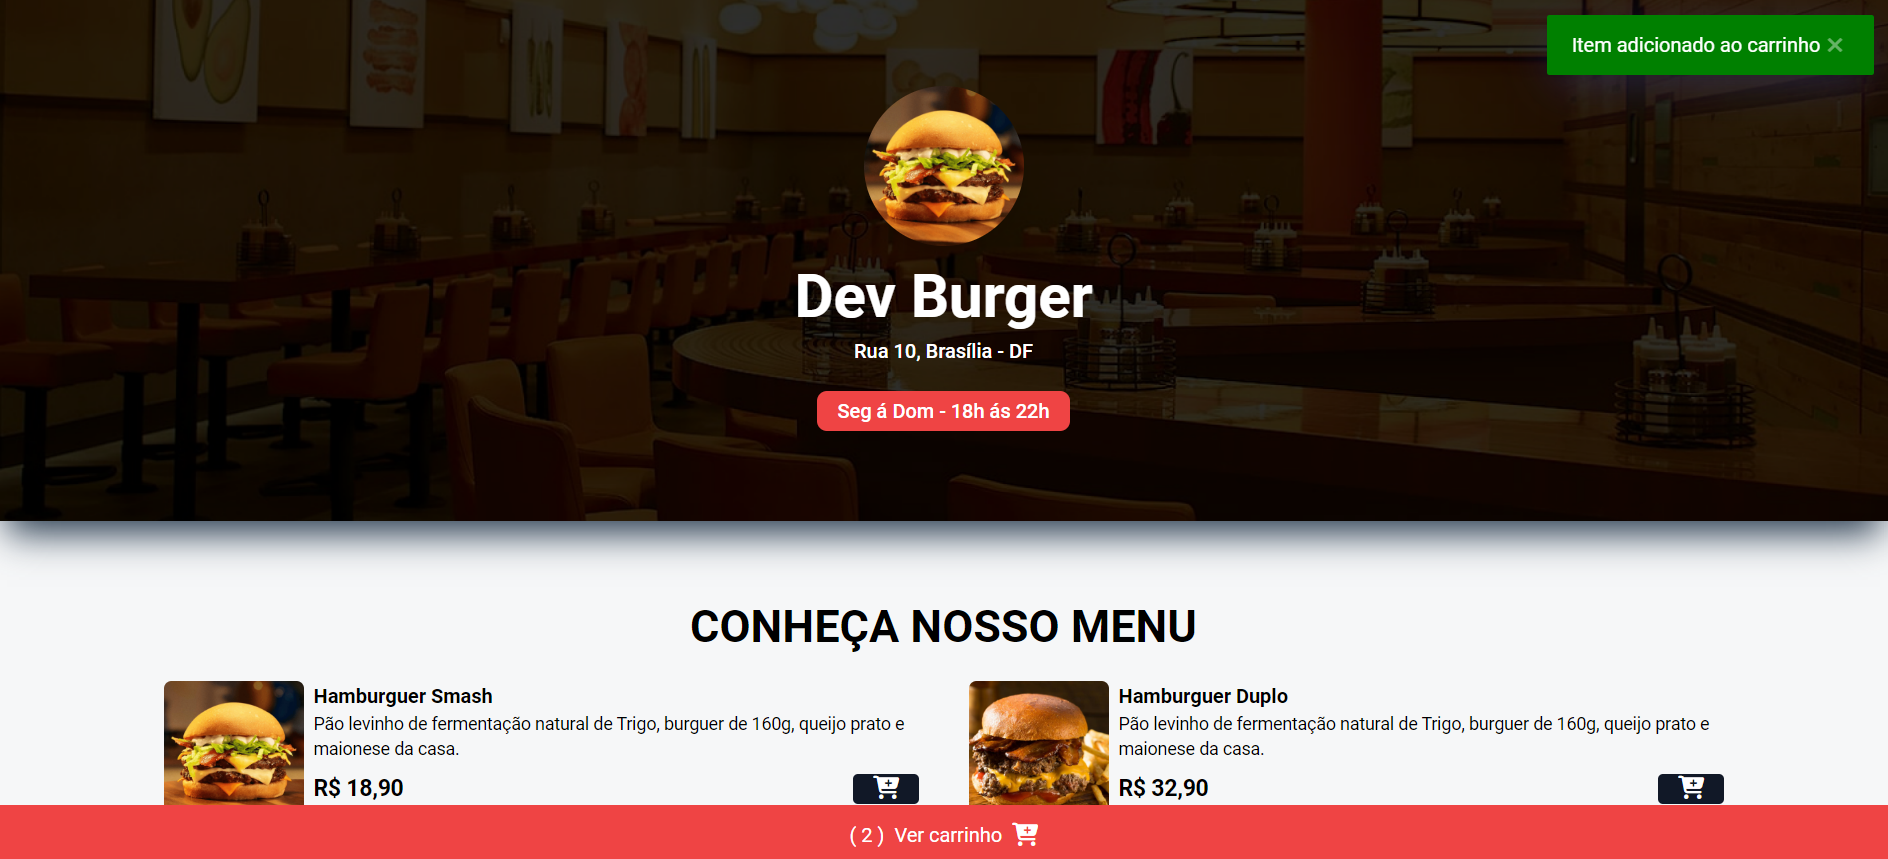 Item adicionado ao carrinho ✕
Dev Burger
Rua 10, Brasília - DF
Seg á Dom - 18h ás 22h
CONHEÇA NOSSO MENU
Hamburguer Smash
Pão levinho de fermentação natural de Trigo, burguer de 160g, queijo prato e
maionese da casa.
R$ 18,90
Hamburguer Duplo
Pão levinho de fermentação natural de Trigo, burguer de 160g, queijo prato e
maionese da casa.
R$ 32,90
( 2 ) Ver carrinho